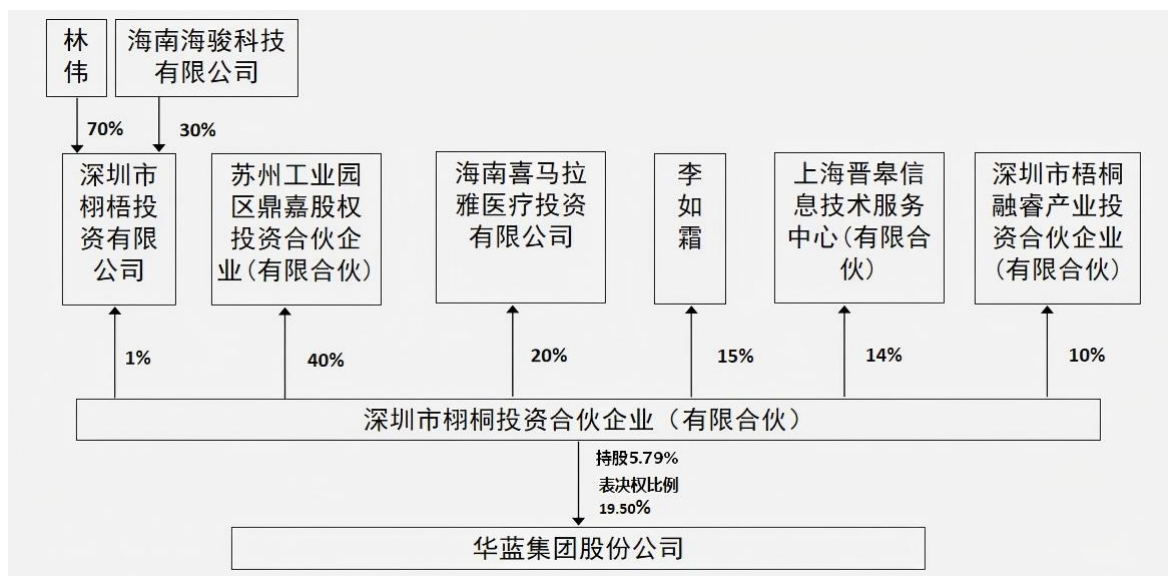 林
伟
海南海骏科技
有限公司
70%
30%
深圳市
栩梧投
资有限
公司
苏州工业园
区鼎嘉股权
投资合伙企
业(有限合伙)
海南喜马拉
雅医疗投资
有限公司
李
如
霜
上海晋皋信
息技术服务
中心(有限合
伙)
深圳市梧桐
融睿产业投
资合伙企业
(有限合伙)
1%
40%
20%
15%
14%
10%
深圳市栩桐投资合伙企业（有限合伙）
持股5.79%
表决权比例
19.50%
华蓝集团股份公司